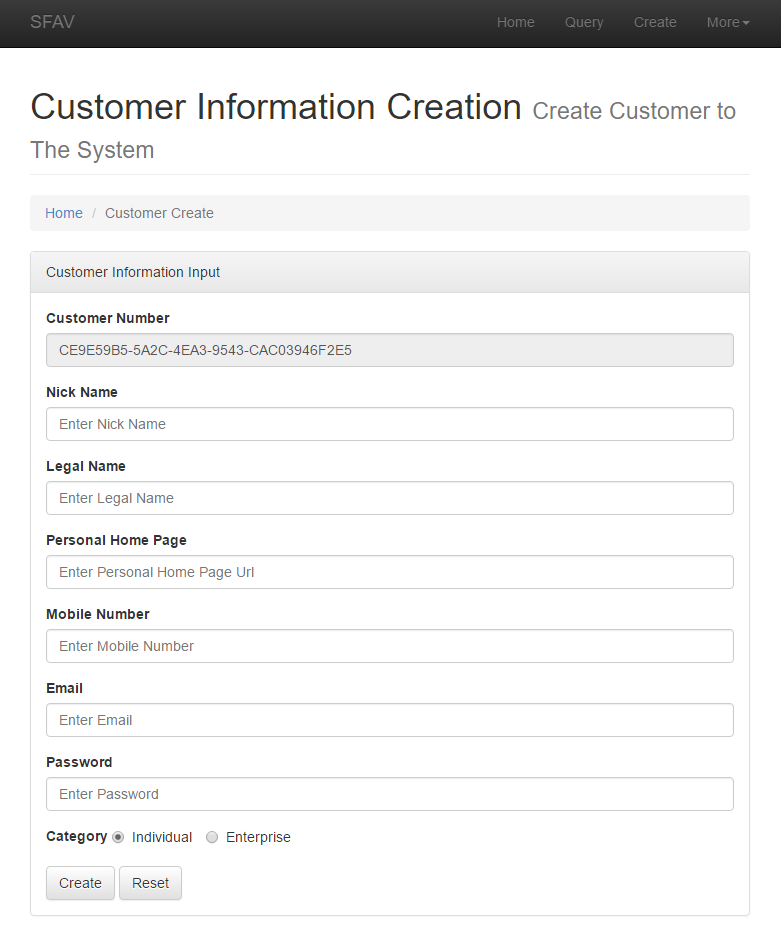 SFAV Home Query Create More
Customer Information Creation Create Customer to
The System
Home / Customer Create
Customer Information Input
Customer Number
CE9E59B5-5A2C-4EA3-9543-CAC03946F2E5
Nick Name
Enter Nick Name
Legal Name
Enter Legal Name
Personal Home Page
Enter Personal Home Page Url
Mobile Number
Enter Mobile Number
Email
Enter Email
Password
Enter Password
Category Individual Enterprise
Create Reset